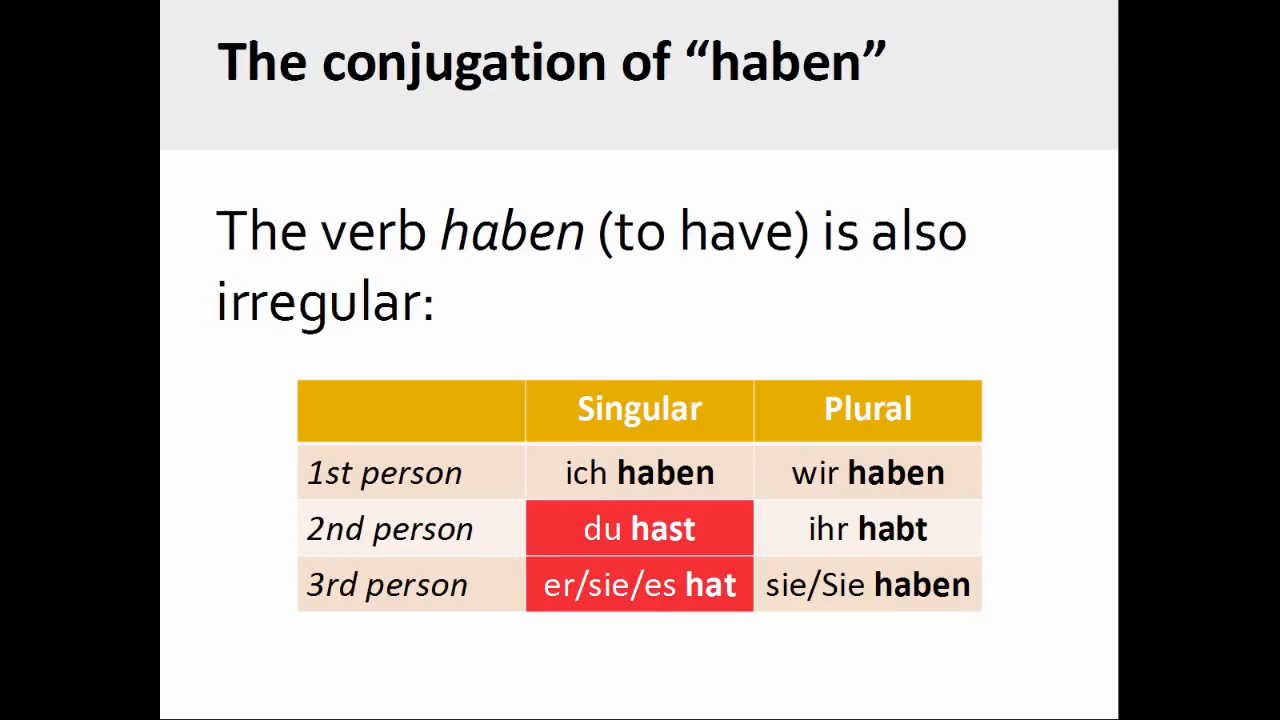 The conjugation of “haben”
The verb haben (to have) is also
irregular:
Singular Plural
1st person ich haben wir haben
2nd person du hast ihr habt
3rd person er/sie/es hat sie/Sie haben